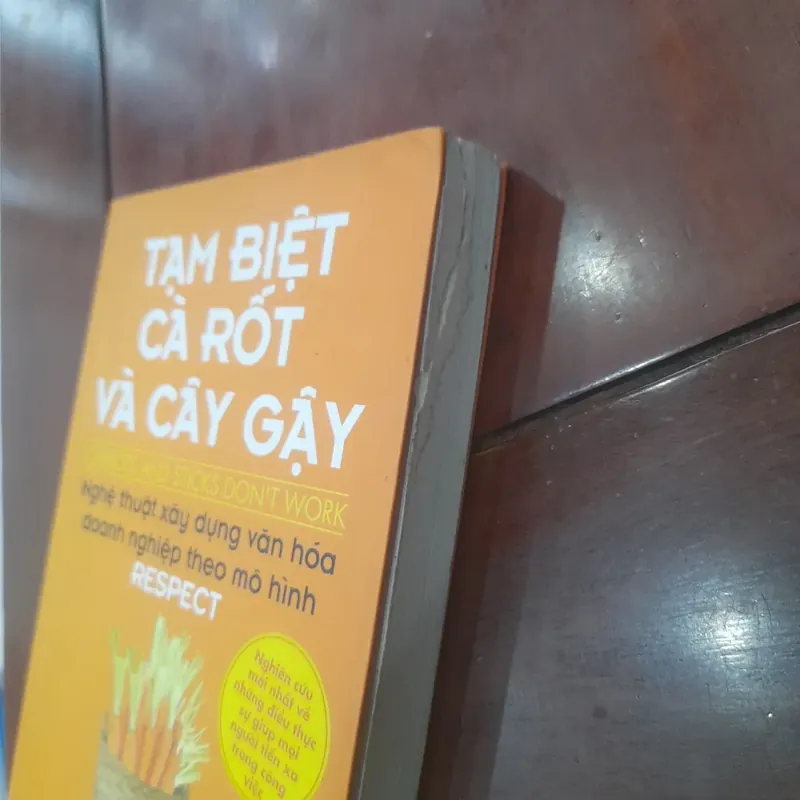 TẠM BIỆT
CÀ RỐT
VÀ CÂY GẬY
STICKS DON'T WORK
Nghệ thuật xây dựng văn hóa
doanh nghiệp theo mô hình
RESPECT
Nghiên cứu
mới nhất về
những điều thực
sự giúp mọi
người tiến xa
trong công
việc